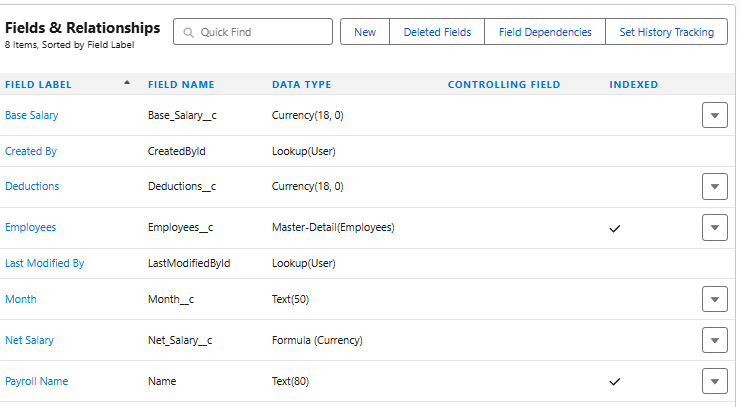 Fields & Relationships
8 Items, Sorted by Field Label
Quick Find
New Deleted Fields Field Dependencies Set History Tracking
FIELD LABEL FIELD NAME DATA TYPE CONTROLLING FIELD INDEXED
Base Salary Base_Salary__c Currency(18, 0)
Created By CreatedById Lookup(User)
Deductions Deductions__c Currency(18, 0)
Employees Employees__c Master-Detail(Employees)
Last Modified By LastModifiedById Lookup(User)
Month Month__c Text(50)
Net Salary Net_Salary__c Formula (Currency)
Payroll Name Name Text(80)